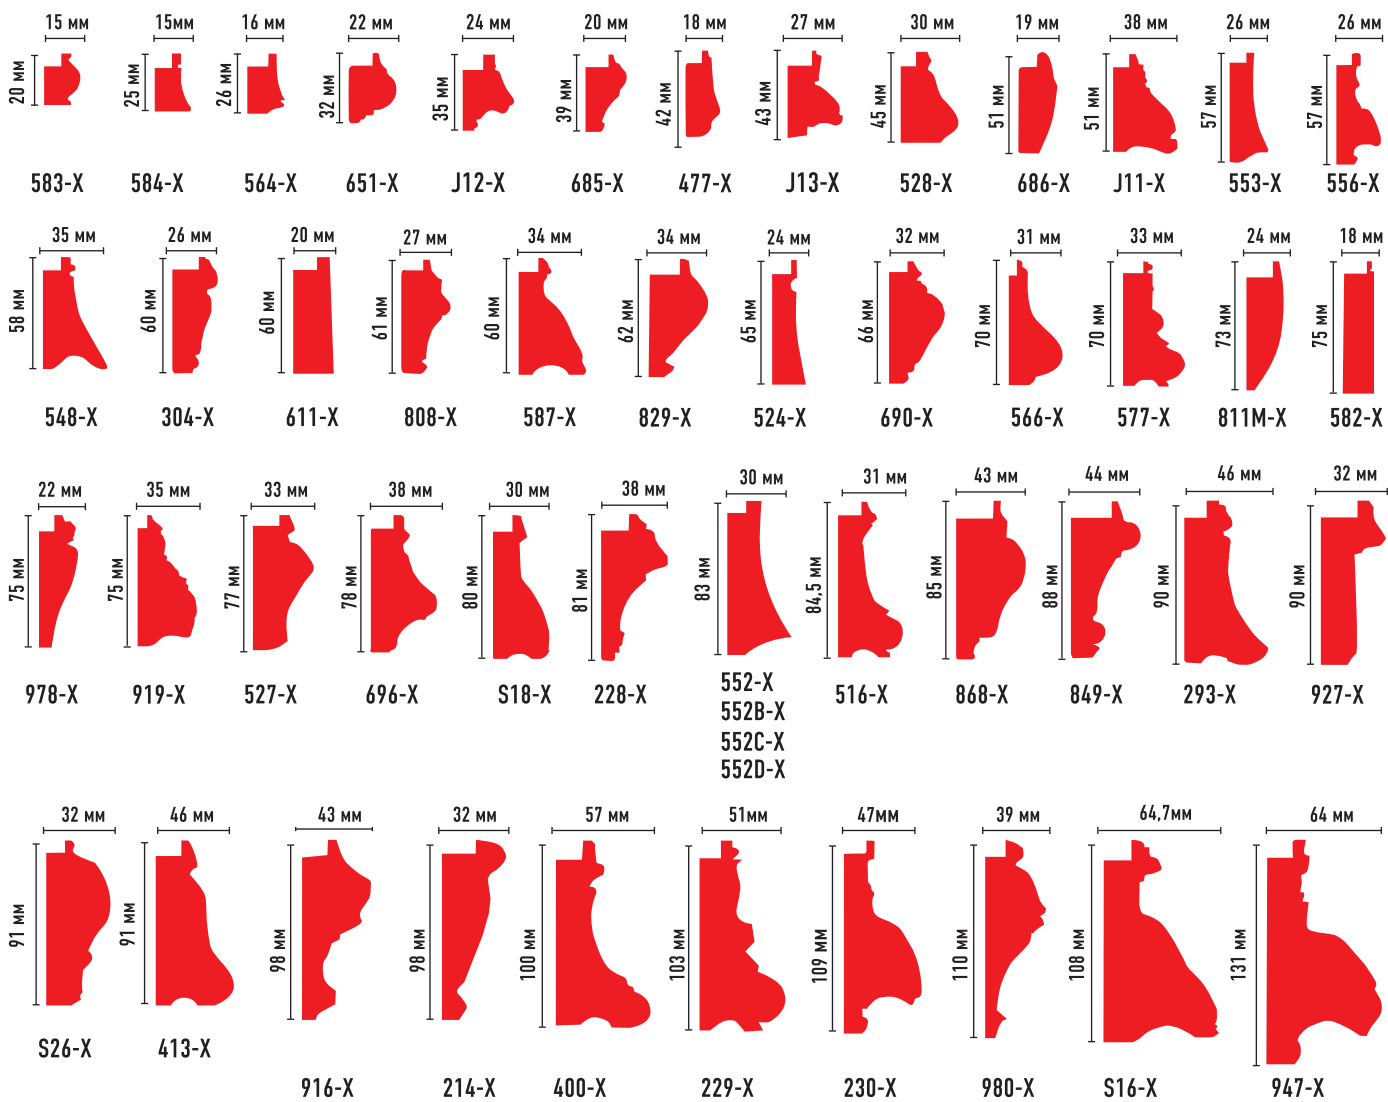 15 мм
15мм
16 мм
22 мм
24 мм
20 мм
18 мм
27 мм
30 мм
19 мм
38 мм
26 мм
26 мм
20 мм
25 мм
26 мм
32 мм
35 мм
39 мм
42 мм
43 мм
45 мм
51 мм
51 мм
57 мм
57 мм
583-X
584-X
564-X
651-X
J12-X
685-X
477-X
J13-X
528-X
686-X
J11-X
553-X
556-X
35 мм
26 мм
20 мм
27 мм
34 мм
34 мм
24 мм
32 мм
31 мм
33 мм
24 мм
18 мм
58 мм
60 мм
60 мм
61 мм
60 мм
62 мм
65 мм
66 мм
70 мм
70 мм
73 мм
75 мм
548-X
304-X
611-X
808-X
587-X
829-X
524-X
690-X
566-X
577-X
811M-X
582-X
22 мм
35 мм
33 мм
38 мм
30 мм
38 мм
30 мм
31 мм
43 мм
44 мм
46 мм
32 мм
75 мм
75 мм
77 мм
78 мм
80 мм
81 мм
83 мм
84,5 мм
85 мм
88 мм
90 мм
90 мм
978-X
919-X
527-X
696-X
S18-X
228-X
552-X
552B-X
552C-X
552D-X
516-X
868-X
849-X
293-X
927-X
32 мм
46 мм
43 мм
32 мм
57 мм
51мм
47мм
39 мм
64,7мм
64 мм
91 мм
91 мм
98 мм
98 мм
100 мм
103 мм
109 мм
110 мм
108 мм
131 мм
S26-X
413-X
916-X
214-X
400-X
229-X
230-X
980-X
S16-X
947-X